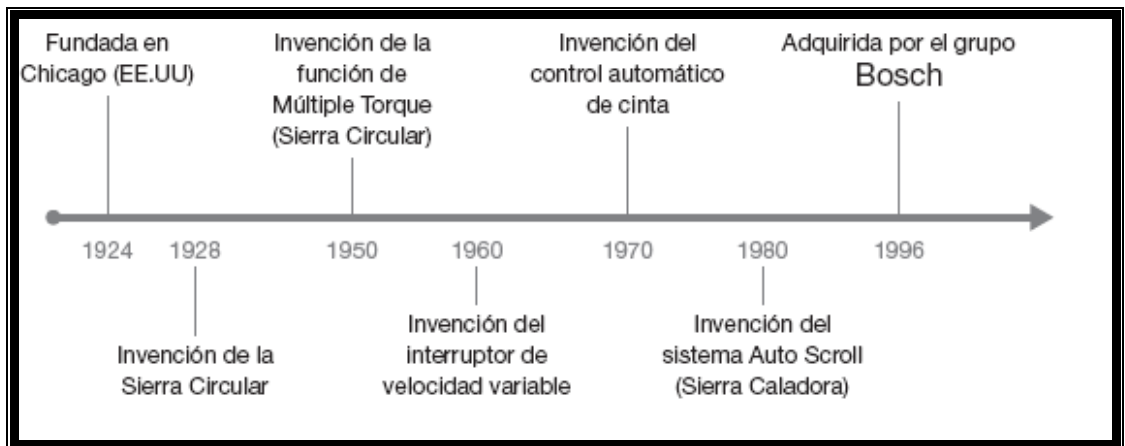 Fundada en
Chicago (EE.UU)
Invención de la
función de
Múltiple Torque
(Sierra Circular)
Invención del
control automático
de cinta
Adquirida por el grupo
Bosch
1924
1928
1950
1960
1970
1980
1996
Invención de la
Sierra Circular
Invención del
interruptor de
velocidad variable
Invención del
sistema Auto Scroll
(Sierra Caladora)